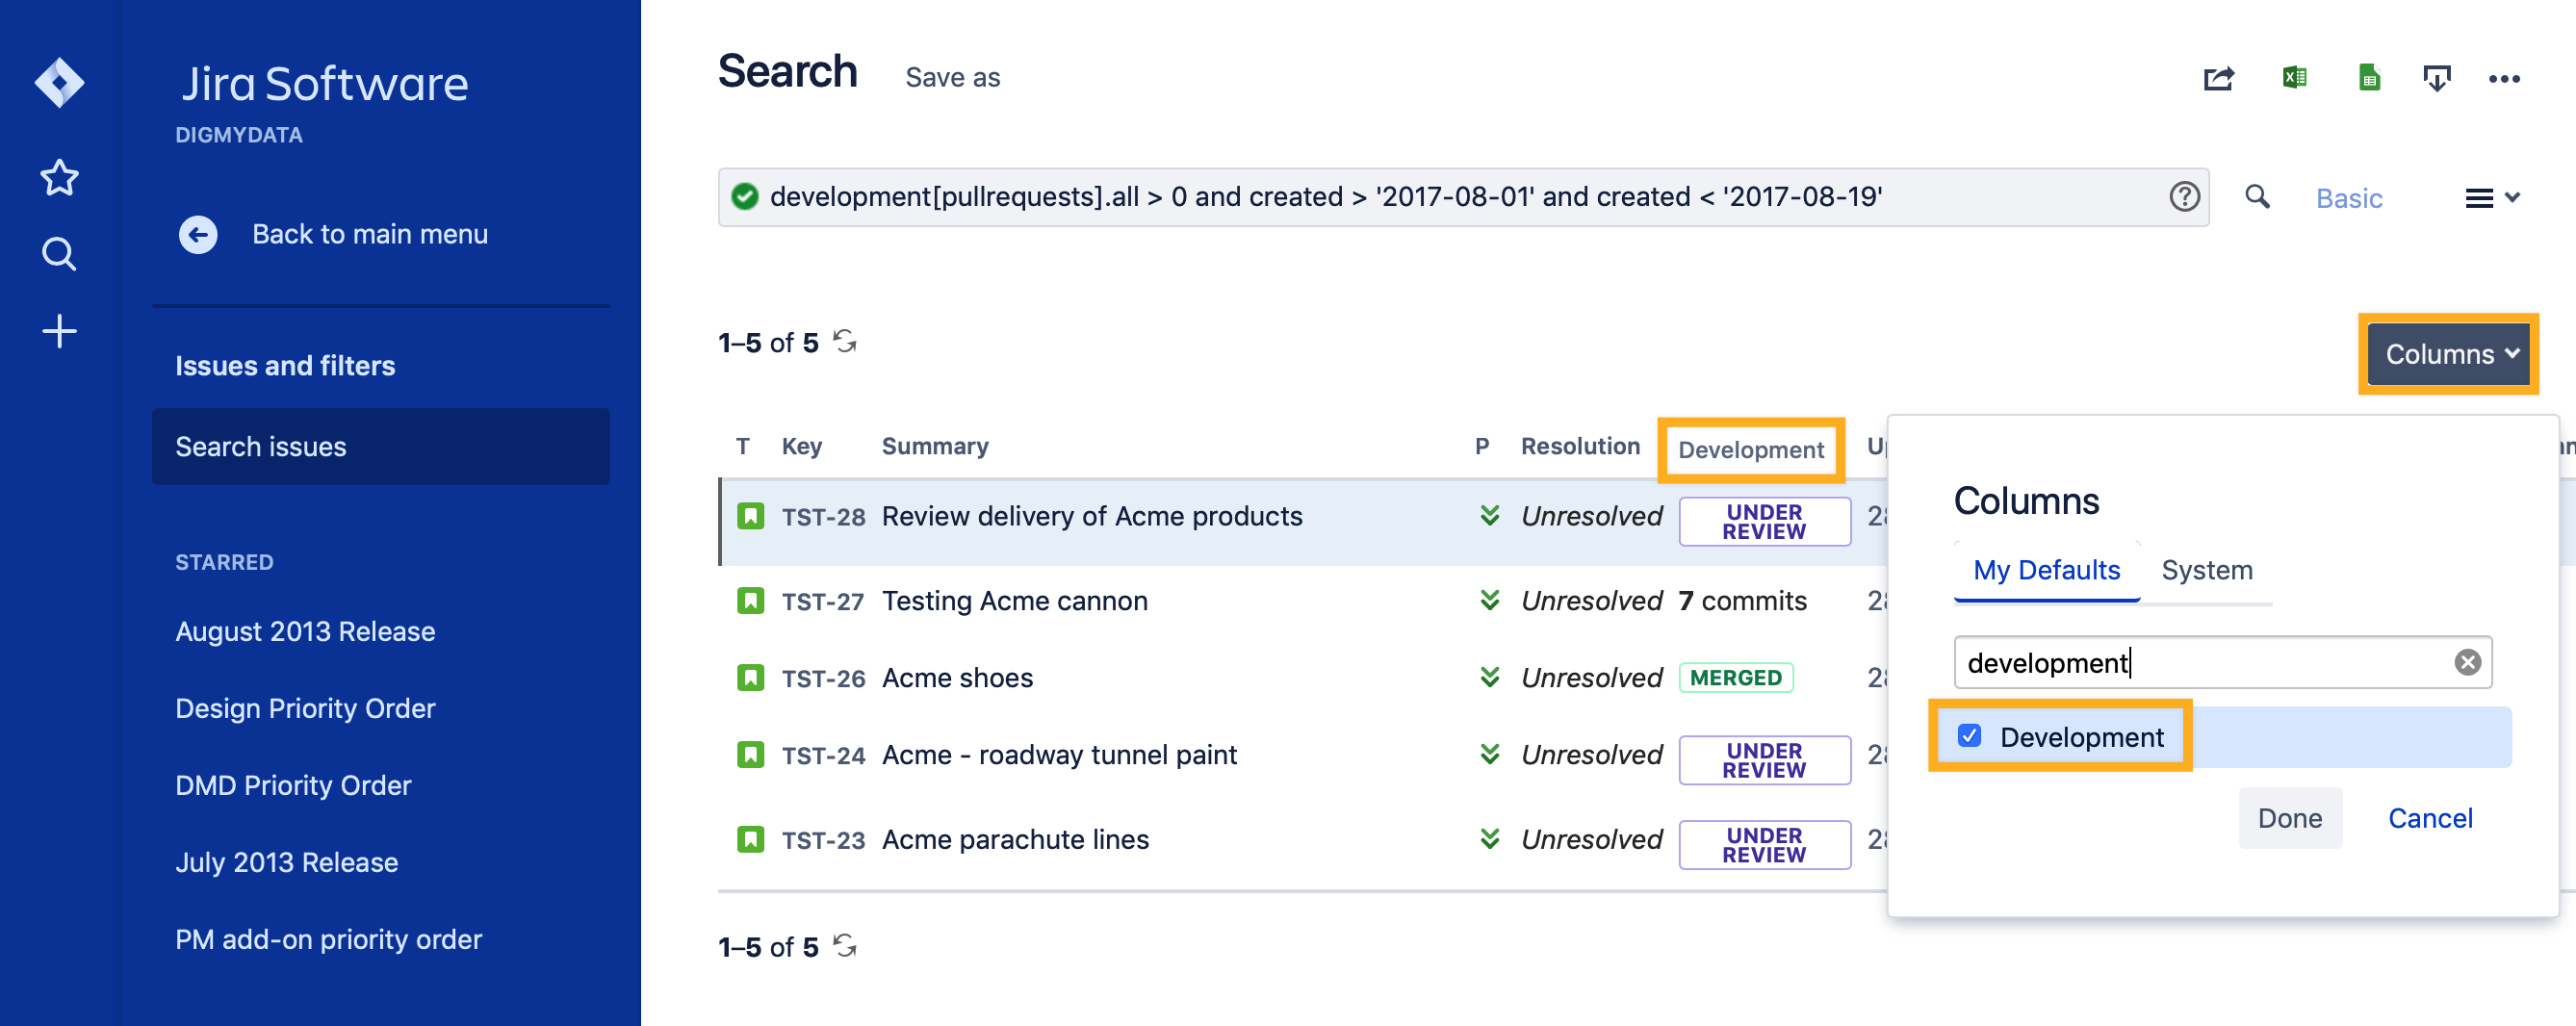 Jira Software
DIGMYDATA
Back to main menu
Issues and filters
Search issues
STARRED
August 2013 Release
Design Priority Order
DMD Priority Order
July 2013 Release
PM add-on priority order
Search Save as
development[pullrequests].all > 0 and created > '2017-08-01' and created < '2017-08-19' ? Basic
1–5 of 5
Columns
T Key Summary P Resolution Development
TST-28 Review delivery of Acme products Unresolved UNDER REVIEW
TST-27 Testing Acme cannon Unresolved 7 commits
TST-26 Acme shoes Unresolved MERGED
TST-24 Acme - roadway tunnel paint Unresolved UNDER REVIEW
TST-23 Acme parachute lines Unresolved UNDER REVIEW
1–5 of 5
Columns
My Defaults System
development
Development
Done Cancel